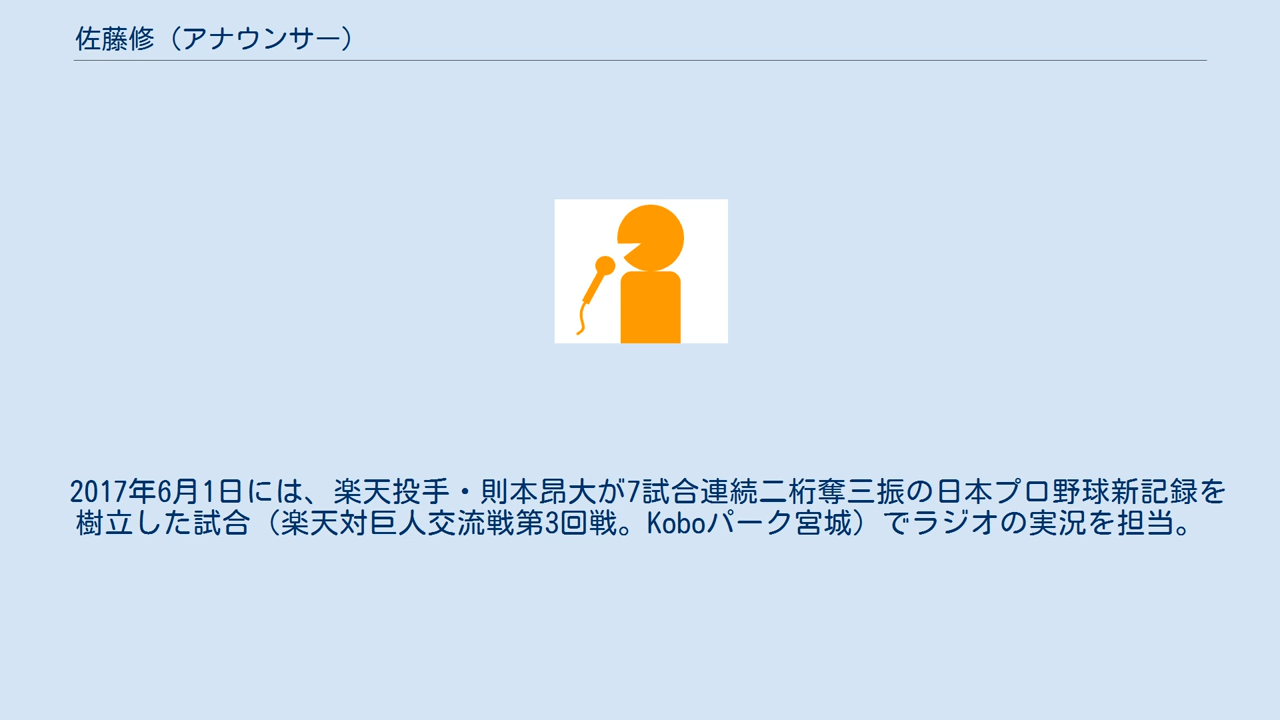 佐藤修（アナウンサー）
2017年6月1日には、楽天投手・則本昂大が7試合連続二桁奪三振の日本プロ野球新記録を
樹立した試合（楽天対巨人交流戦第3回戦。Koboパーク宮城）でラジオの実況を担当。